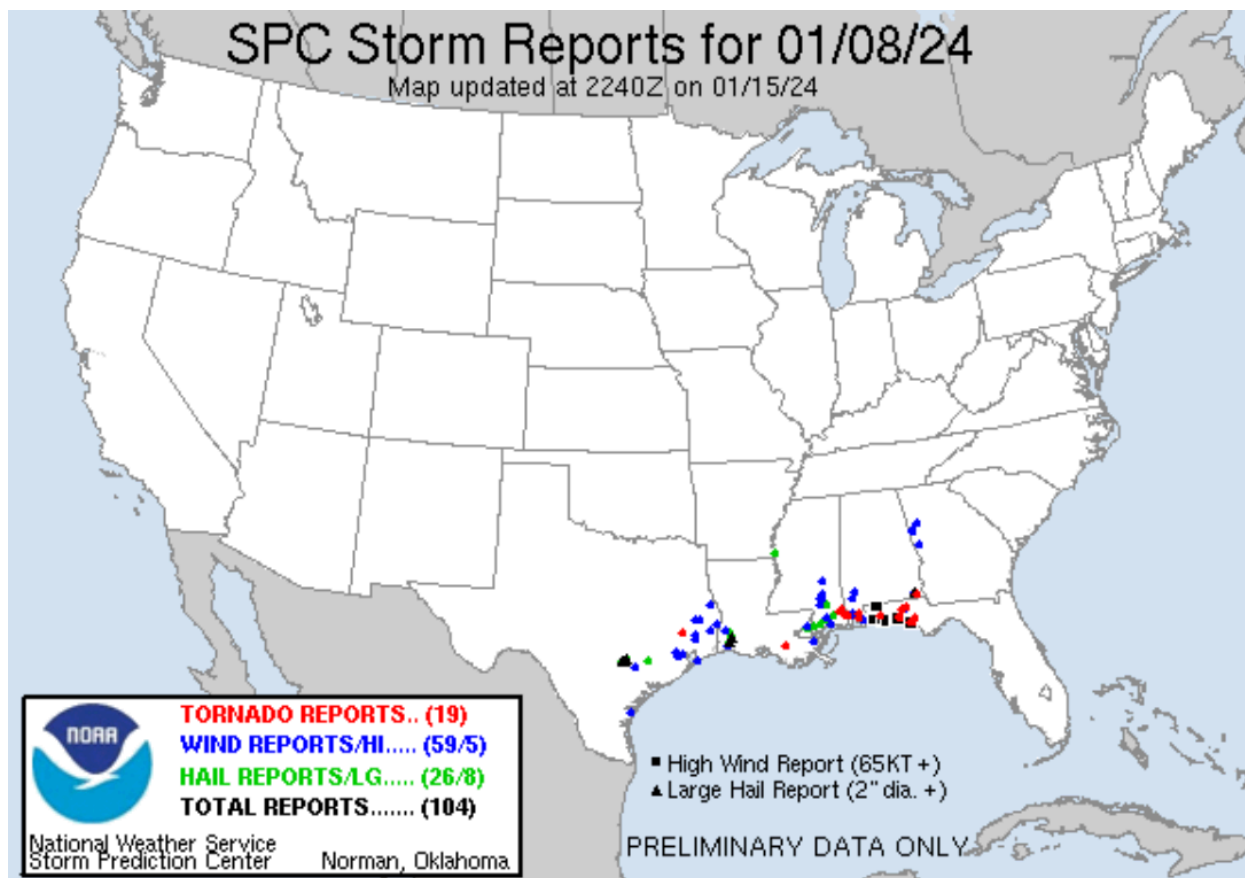 SPC Storm Reports for 01/08/24
Map updated at 2240Z on 01/15/24
NOAA
TORNADO REPORTS.. (19)
WIND REPORTS/HI..... (59/5)
HAIL REPORTS/LG..... (26/8)
TOTAL REPORTS....... (104)
National Weather Service
Storm Prediction Center Norman, Oklahoma
High Wind Report (65KT +)
Large Hail Report (2" dia. +)
PRELIMINARY DATA ONLY